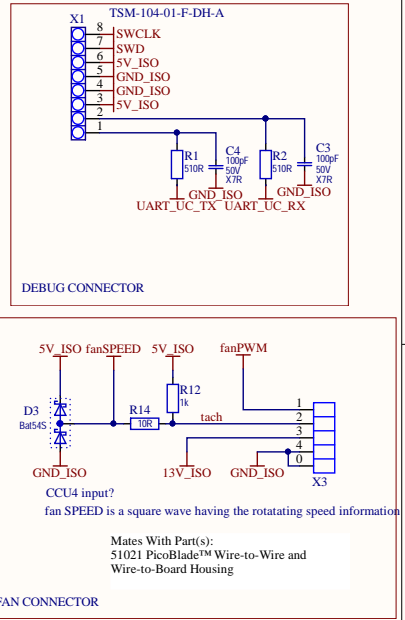 TSM-104-01-F-DH-A
X1
8 SWCLK
7 SWD
6 5V_ISO
5 GND_ISO
4 GND_ISO
3 5V_ISO
2
1
R1
510R
C4
100pF
50V
X7R
R2
510R
C3
100pF
50V
X7R
GND_ISO
GND_ISO
UART_UC_TX
UART_UC_RX
DEBUG CONNECTOR
5V_ISO
fanSPEED
5V_ISO
fanPWM
R12
1k
D3
Bat54S
R14
10R
tach
1
2
3
4
0
X3
GND_ISO
13V_ISO
GND_ISO
CCU4 input?
fan SPEED is a square wave having the rotatating speed information
Mates With Part(s):
51021 PicoBlade™ Wire-to-Wire and
Wire-to-Board Housing
FAN CONNECTOR